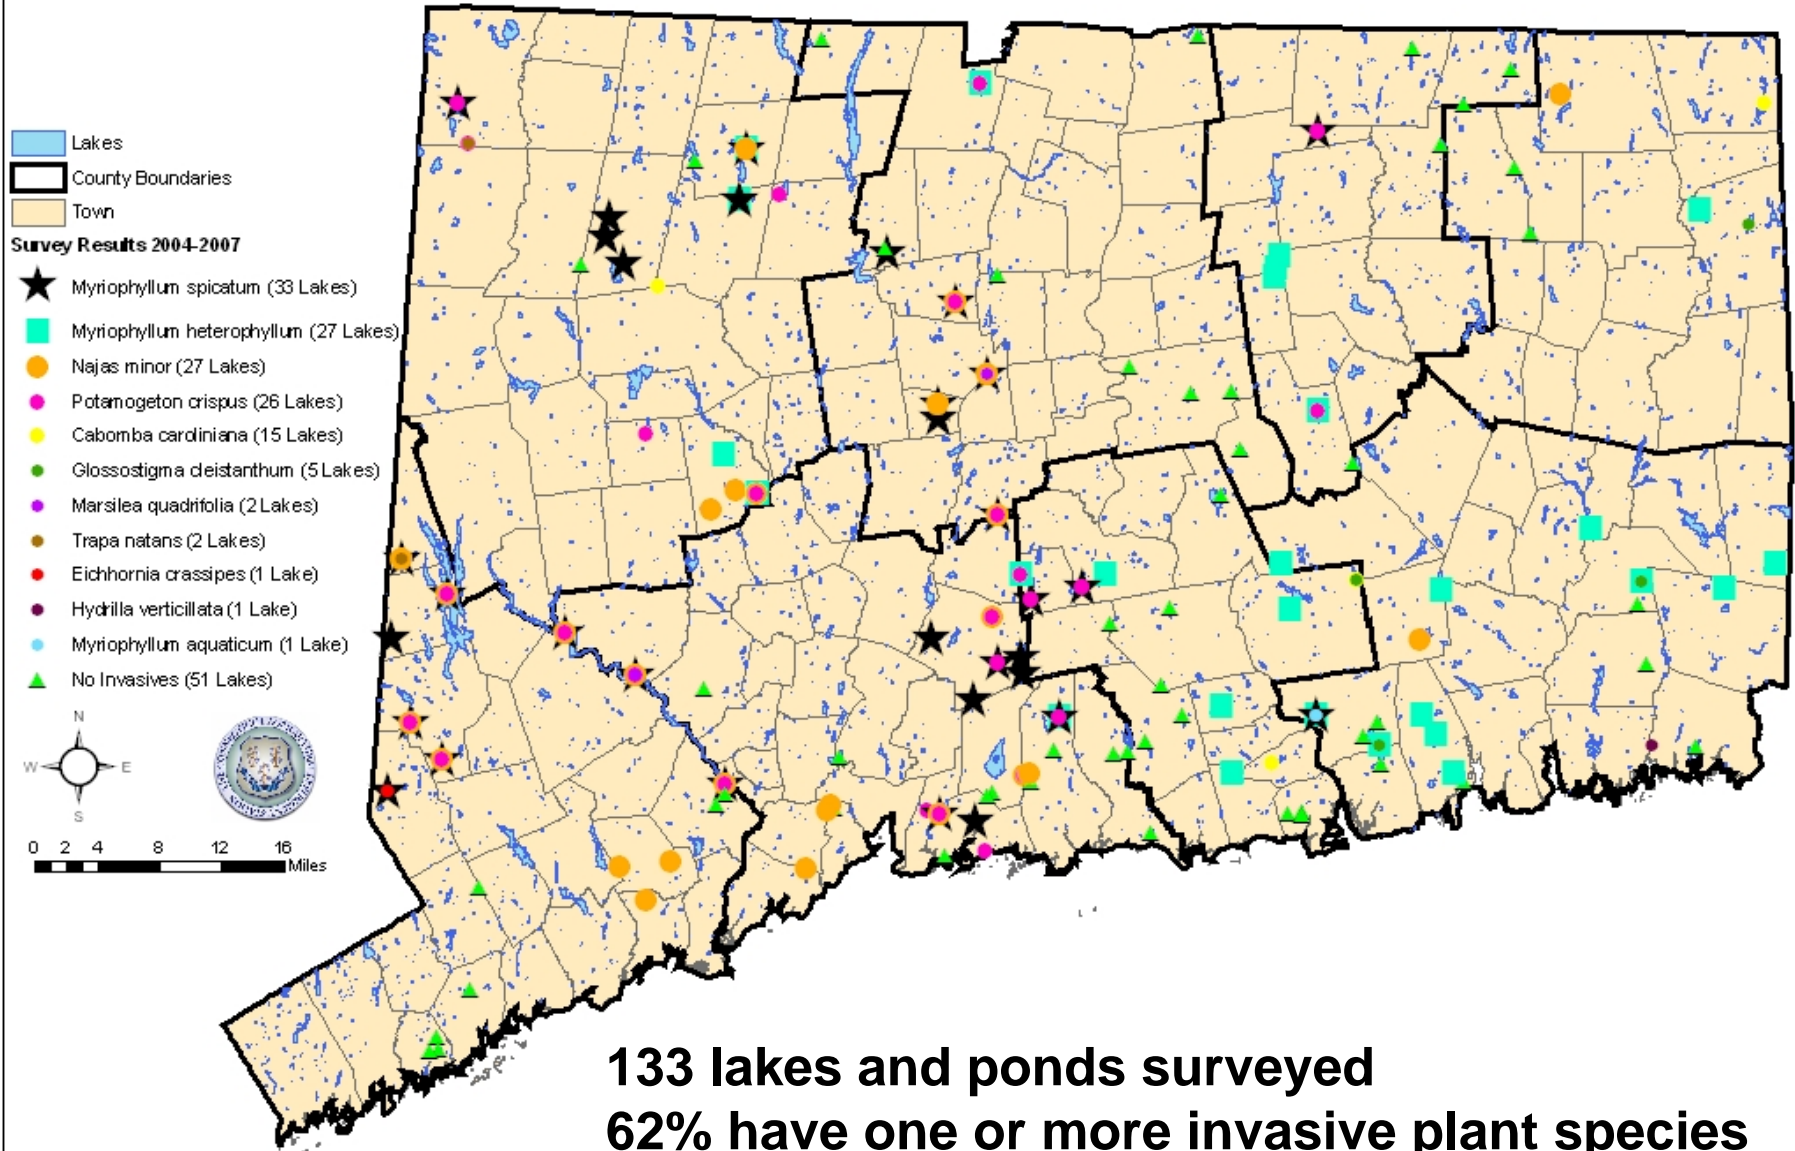 Lakes
County Boundaries
Town
Survey Results 2004-2007
Myriophyllum spicatum (33 Lakes)
Myriophyllum heterophyllum (27 Lakes)
Najas minor (27 Lakes)
Potamogeton crispus (26 Lakes)
Cabomba caroliniana (15 Lakes)
Glossostigma cleistanthum (5 Lakes)
Marsilea quadrifolia (2 Lakes)
Trapa natans (2 Lakes)
Eichhornia crassipes (1 Lake)
Hydrilla verticillata (1 Lake)
Myriophyllum aquaticum (1 Lake)
No Invasives (51 Lakes)
N
W E
S
0 2 4 8 12 16
Miles
133 lakes and ponds surveyed
62% have one or more invasive plant species